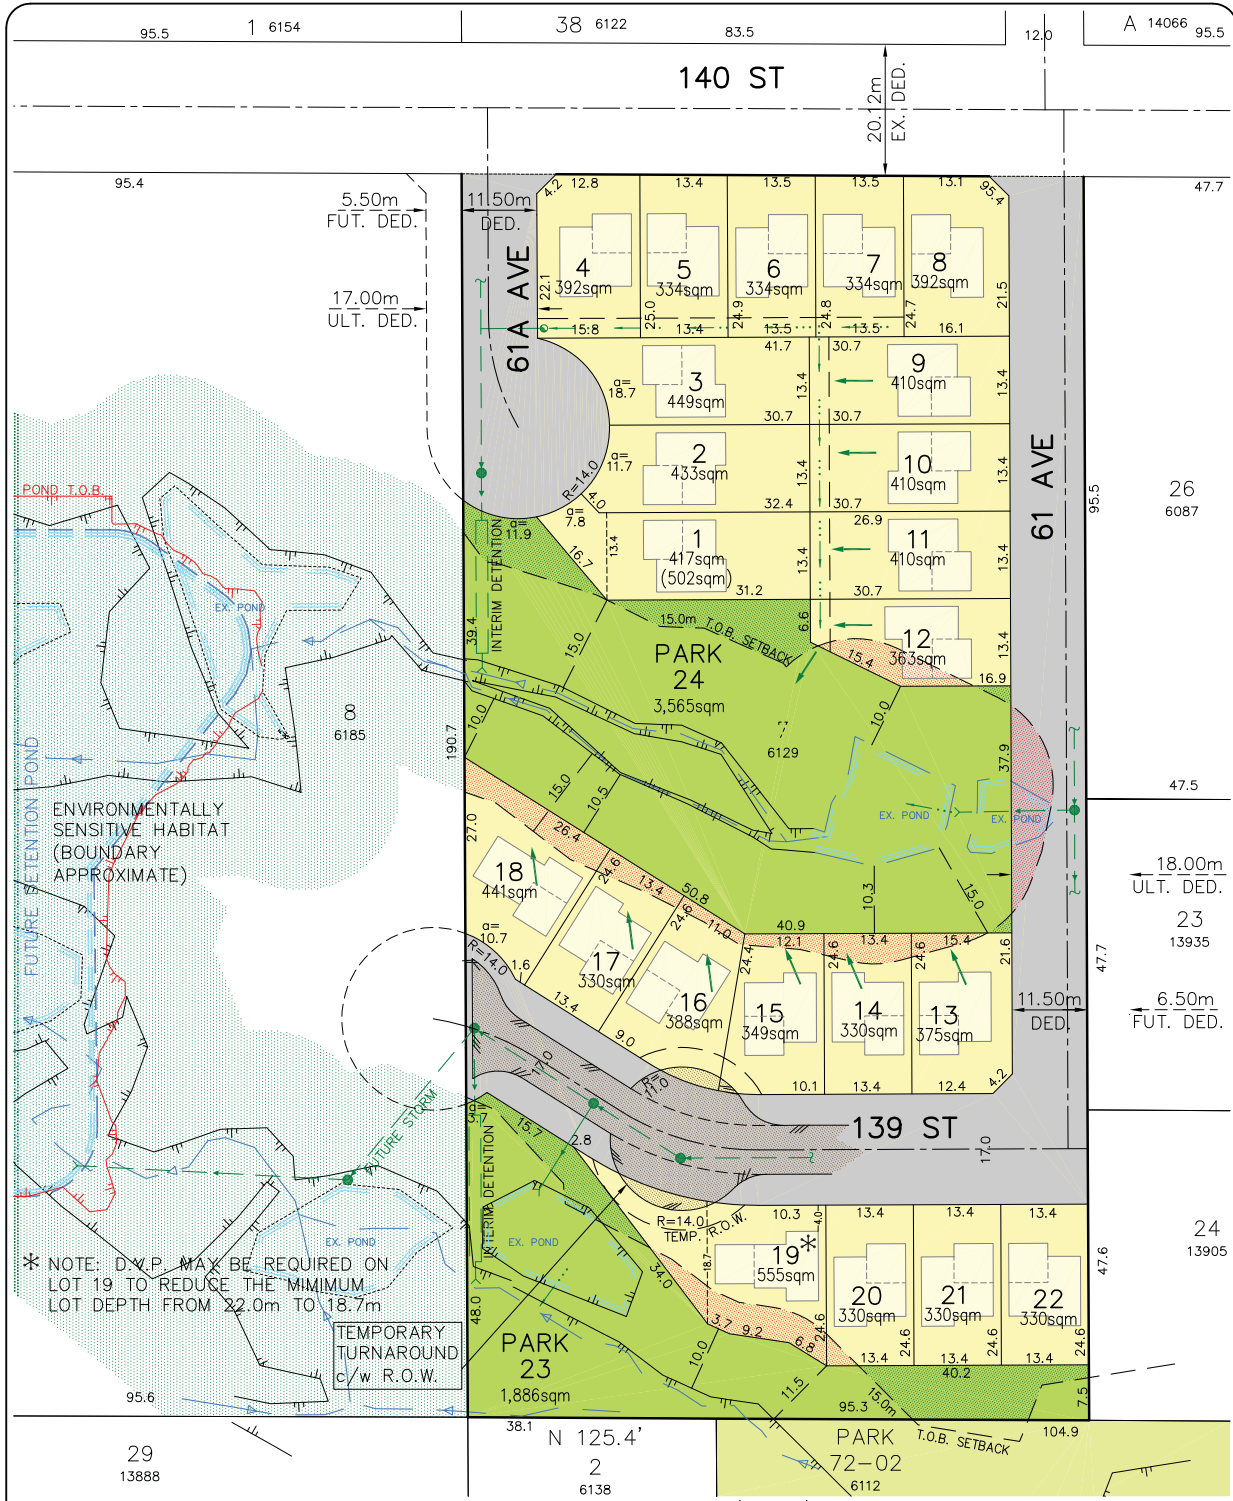 1 6154
38 6122
A 14066
95.5
83.5
12.0
95.5
140 ST
20.12m
EX. DED.
95.4
47.7
5.50m
FUT. DED.
11.50m
DED.
17.00m
ULT. DED.
61A AVE
4.2
12.8
13.4
13.5
13.5
13.1
95.4
4
392sqm
5
334sqm
6
334sqm
7
334sqm
8
392sqm
22.1
25.0
24.9
24.8
24.7
21.5
15.8
13.4
13.5
13.5
16.1
41.7
30.7
a=
18.7
3
449sqm
13.4
9
410sqm
13.4
30.7
30.7
a=
11.7
R=14.0
2
433sqm
13.4
10
410sqm
13.4
61 AVE
95.5
26
6087
4.0
32.4
30.7
a=
7.8
26.9
a=
11.9
16.7
13.4
1
417sqm
(502sqm)
13.4
11
410sqm
13.4
31.2
30.7
POND T.O.B.
EX. POND
INTERIM DETENTION
39.4
15.0
15.0m T.O.B. SETBACK
6.6
12
363sqm
15.4
13.4
16.9
PARK
24
3,565sqm
8
6185
10.0
10.0
7
6129
37.9
190.7
47.5
15.0
10.5
EX. POND
EX. POND
FUTURE DETENTION POND
ENVIRONMENTALLY
SENSITIVE HABITAT
(BOUNDARY
APPROXIMATE)
27.0
26.4
18.00m
ULT. DED.
18
441sqm
24.6
13.4
50.8
10.3
15.0
24.6
11.0
40.9
23
13935
a=
10.7
R=14.0
1.6
17
330sqm
12.1
13.4
15.4
24.4
24.6
24.6
21.6
47.7
13.4
16
388sqm
15
349sqm
14
330sqm
13
375sqm
11.50m
DED.
6.50m
FUT. DED.
9.0
17.0
R=
11.0
10.1
13.4
12.4
4.2
139 ST
17.0
FUTURE STORM
a=
3.7
15.7
2.8
INTERIM DETENTION
EX. POND
EX. POND
R=14.0
TEMP.
R.O.W.
10.3
4.0
13.4
13.4
13.4
24
13905
47.6
* NOTE: D.V.P. MAY BE REQUIRED ON
LOT 19 TO REDUCE THE MIMIMUM
LOT DEPTH FROM 22.0m TO 18.7m
34.0
18.7
19*
555sqm
20
330sqm
21
330sqm
22
330sqm
48.0
TEMPORARY
TURNAROUND
c/w R.O.W.
PARK
23
1,886sqm
10.0
3.7
9.2
6.8
24.6
24.6
24.6
24.6
13.4
13.4
13.4
40.2
11.5
15.0m
7.5
95.6
38.1
95.3
T.O.B. SETBACK
104.9
29
13888
N 125.4'
2
6138
PARK
72-02
6112